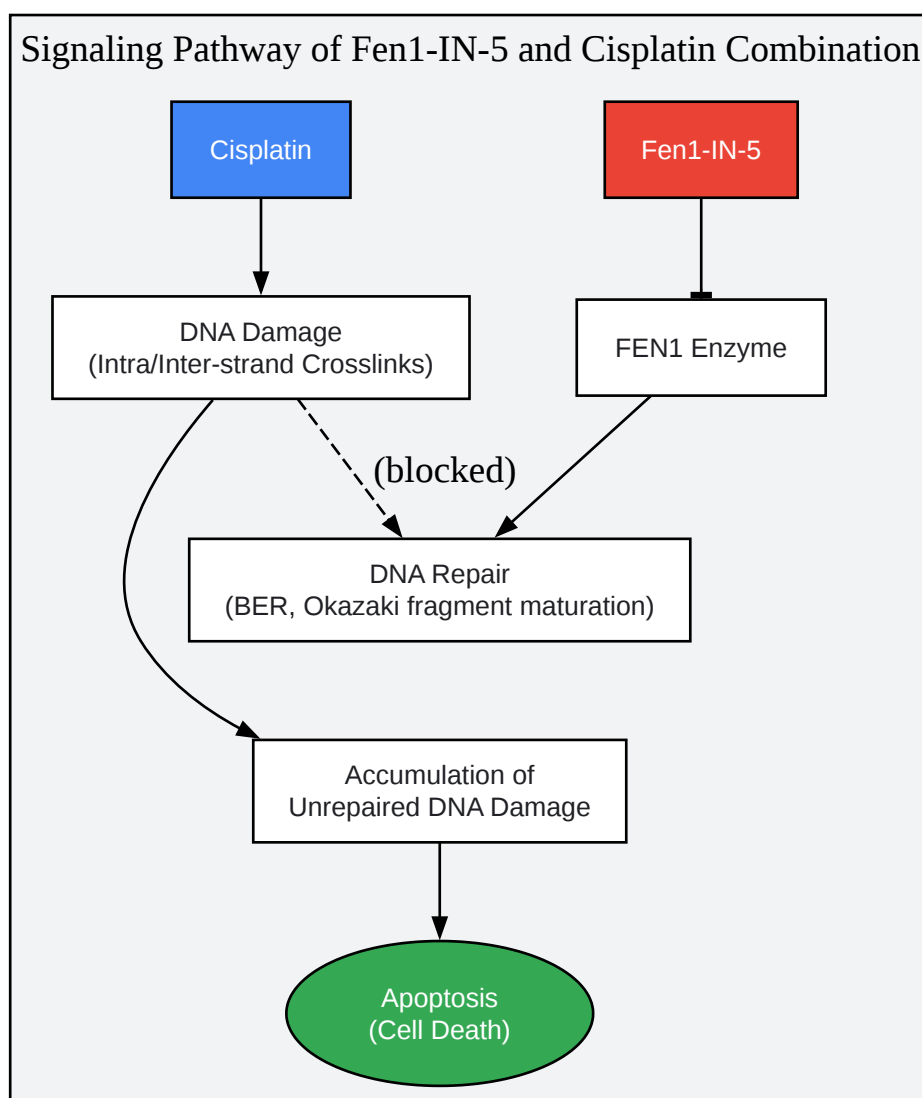 Signaling Pathway of Fen1-IN-5 and Cisplatin Combination
Cisplatin
Fen1-IN-5
DNA Damage
(Intra/Inter-strand Crosslinks)
FEN1 Enzyme
(blocked)
DNA Repair
(BER, Okazaki fragment maturation)
Accumulation of
Unrepaired DNA Damage
Apoptosis
(Cell Death)